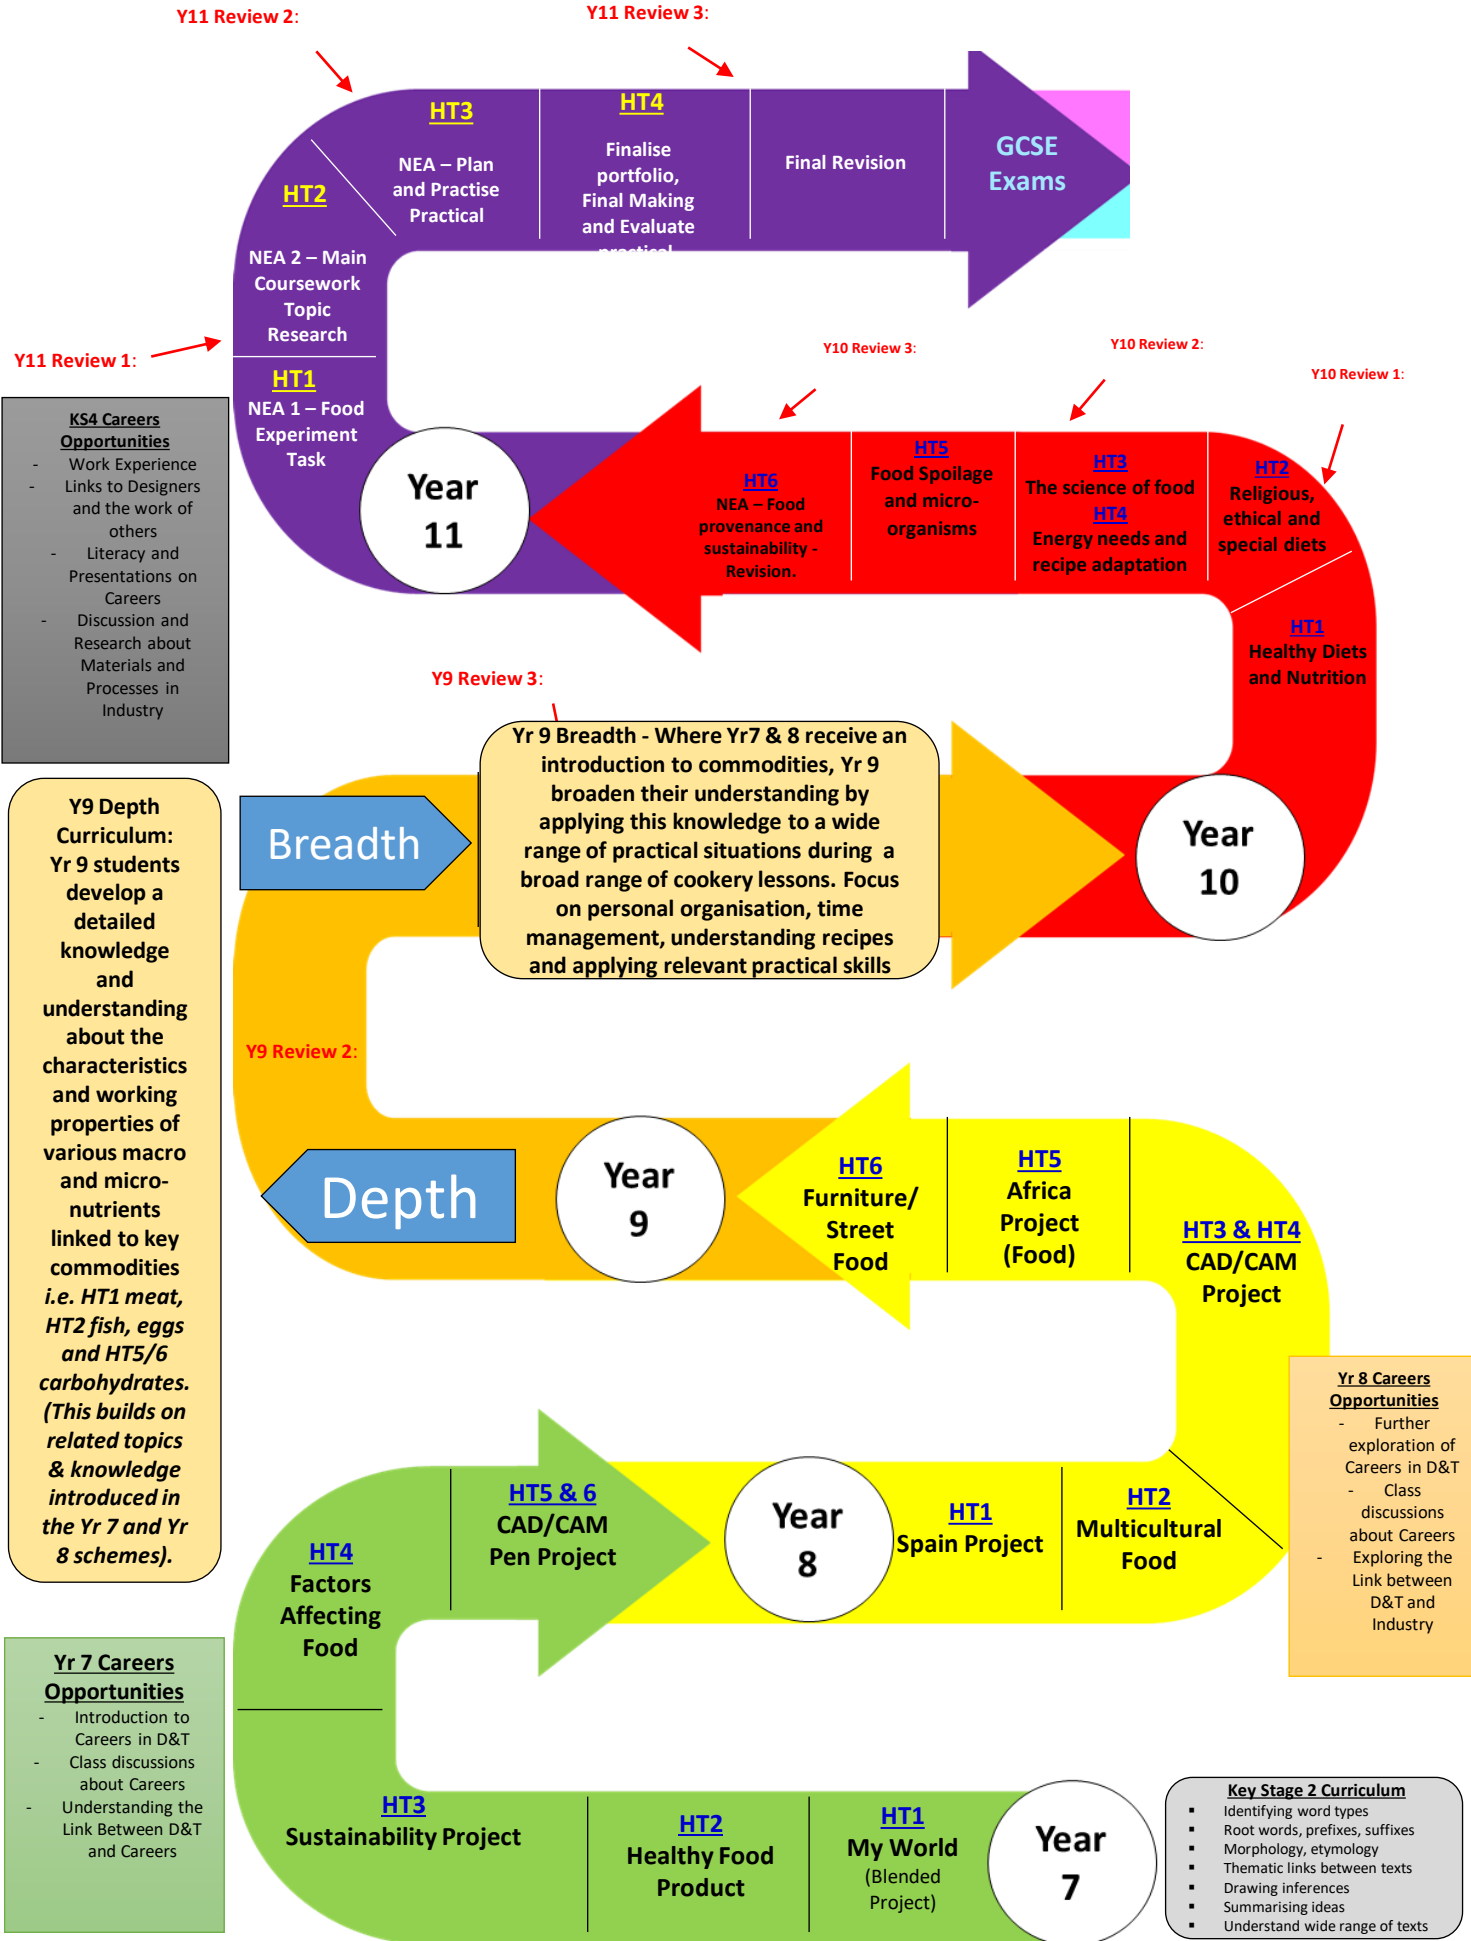 Y11 Review 2:
Y11 Review 3:
HT3
NEA – Plan
and Practise
Practical
HT4
Finalise
portfolio,
Final Making
and Evaluate
practical
Final Revision
GCSE
Exams
HT2
NEA 2 – Main
Coursework
Topic
Research
Y11 Review 1:
HT1
NEA 1 – Food
Experiment
Task
Year
11
KS4 Careers
Opportunities
- Work Experience
- Links to Designers
and the work of
others
- Literacy and
Presentations on
Careers
- Discussion and
Research about
Materials and
Processes in
Industry
Y10 Review 3:
Y10 Review 2:
Y10 Review 1:
HT6
NEA – Food
provenance and
sustainability -
Revision.
HT5
Food Spoilage
and micro-
organisms
HT3
The science of food
HT4
Energy needs and
recipe adaptation
HT2
Religious,
ethical and
special diets
HT1
Healthy Diets
and Nutrition
Y9 Review 3:
Breadth
Yr 9 Breadth - Where Yr7 & 8 receive an
introduction to commodities, Yr 9
broaden their understanding by
applying this knowledge to a wide
range of practical situations during a
broad range of cookery lessons. Focus
on personal organisation, time
management, understanding recipes
and applying relevant practical skills
Year
10
Y9 Depth
Curriculum:
Yr 9 students
develop a
detailed
knowledge
and
understanding
about the
characteristics
and working
properties of
various macro
and micro-
nutrients
linked to key
commodities
i.e. HT1 meat,
HT2 fish, eggs
and HT5/6
carbohydrates.
(This builds on
related topics
& knowledge
introduced in
the Yr 7 and Yr
8 schemes).
Y9 Review 2:
Depth
Year
9
HT6
Furniture/
Street
Food
HT5
Africa
Project
(Food)
HT3 & HT4
CAD/CAM
Project
Yr 8 Careers
Opportunities
- Further
exploration of
Careers in D&T
- Class
discussions
about Careers
- Exploring the
Link between
D&T and
Industry
HT4
Factors
Affecting
Food
HT5 & 6
CAD/CAM
Pen Project
Year
8
HT1
Spain Project
HT2
Multicultural
Food
Yr 7 Careers
Opportunities
- Introduction to
Careers in D&T
- Class discussions
about Careers
- Understanding the
Link Between D&T
and Careers
HT3
Sustainability Project
HT2
Healthy Food
Product
HT1
My World
(Blended
Project)
Year
7
Key Stage 2 Curriculum
▪ Identifying word types
▪ Root words, prefixes, suffixes
▪ Morphology, etymology
▪ Thematic links between texts
▪ Drawing inferences
▪ Summarising ideas
▪ Understand wide range of texts